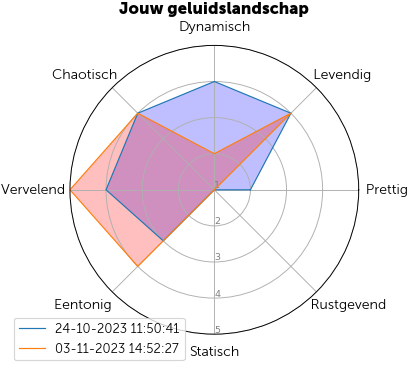 Jouw geluidslandschap
Dynamisch
Chaotisch
Levendig
Vervelend
1
Prettig
2
3
4
Eentonig
Rustgevend
5
Statisch
24-10-2023 11:50:41
03-11-2023 14:52:27